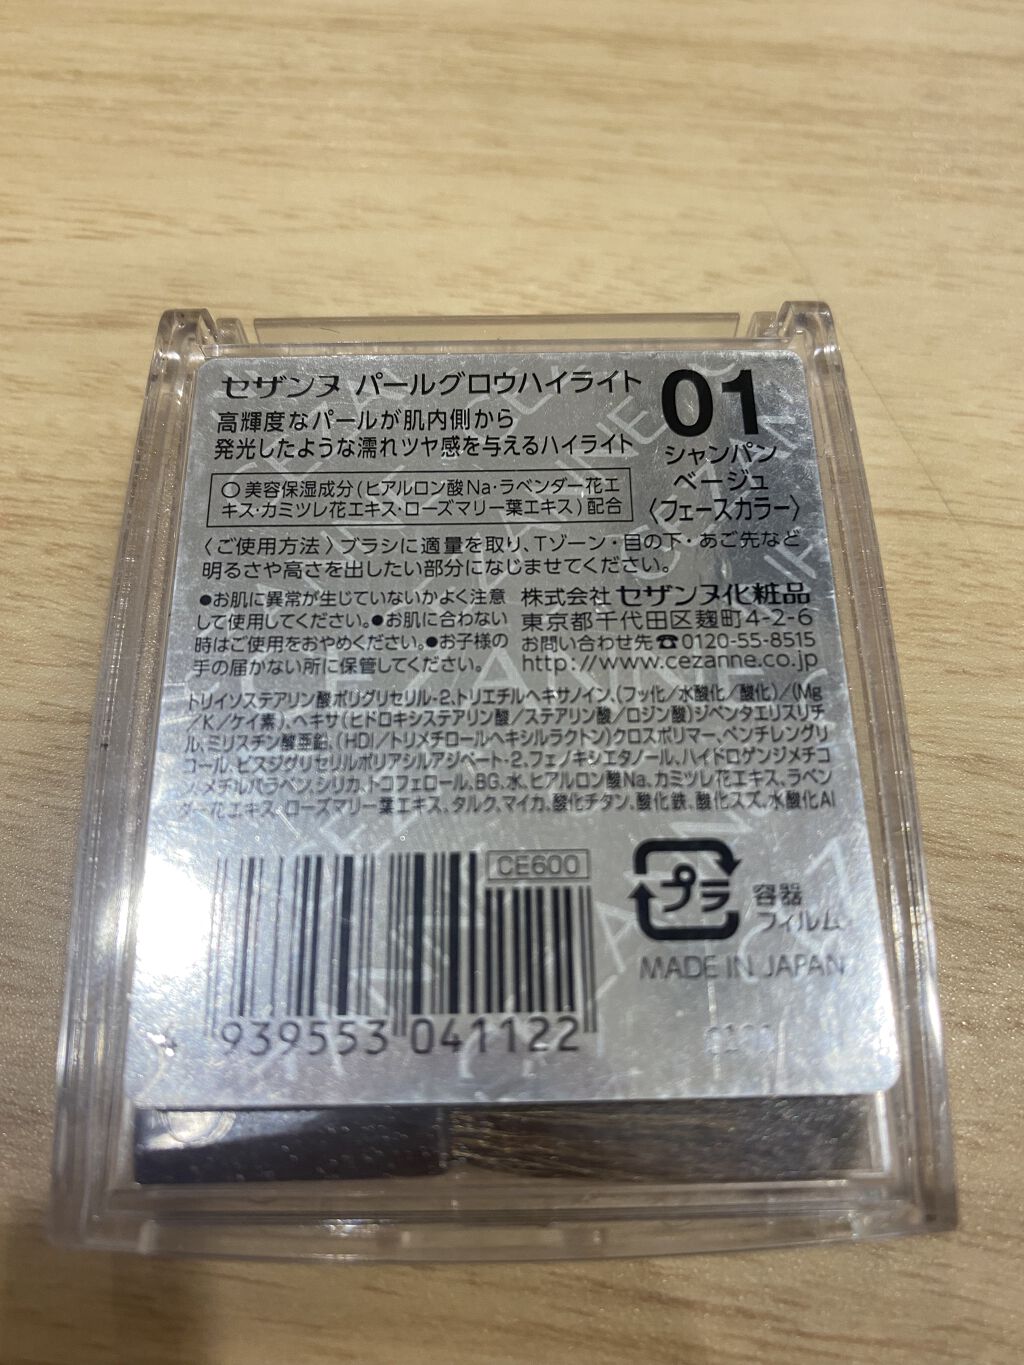 セザンヌ パールグロウハイライト
高輝度なパールが肌内側から
発光したような濡れツヤ感を与えるハイライト
01
シャンパン
ベージュ
〈フェースカラー〉
○美容保湿成分(ヒアルロン酸Na・ラベンダー花エ
キス・カミツレ花エキス・ローズマリー葉エキス)配合
〈ご使用方法〉ブラシに適量を取り、Tゾーン・目の下・あご先など
明るさや高さを出したい部分になじませてください。
●お肌に異常が生じていないかよく注意
して使用してください。●お肌に合わない
時はご使用をおやめください。●お子様の
手の届かない所に保管してください。
株式会社 セザンヌ化粧品
東京都千代田区麹町4-2-6
お問い合わせ先☎0120-55-8515
http://www.cezanne.co.jp
トリイソステアリン酸ポリグリセリル-2、トリエチルヘキサノイン、(フッ化/水酸化/酸化)/(Mg
/K/ケイ素)、ヘキサ(ヒドロキシステアリン酸/ステアリン酸/ロジン酸)ジペンタエリスリチ
ル、ミリスチン酸亜鉛、(HDI/トリメチロールヘキシルラクトン)クロスポリマー、ペンチレングリ
コール、ビスジグリセリルポリアシルアジペート-2、フェノキシエタノール、ハイドロゲンジメチコ
ン、メチルパラベン、シリカ、トコフェロール、BG、水、ヒアルロン酸Na、カミツレ花エキス、ラベン
ダー花エキス、ローズマリー葉エキス、タルク、マイカ、酸化チタン、酸化鉄、酸化スズ、水酸化Al
CE600
4 939553 041122
プラ
容器
フィルム
MADE IN JAPAN